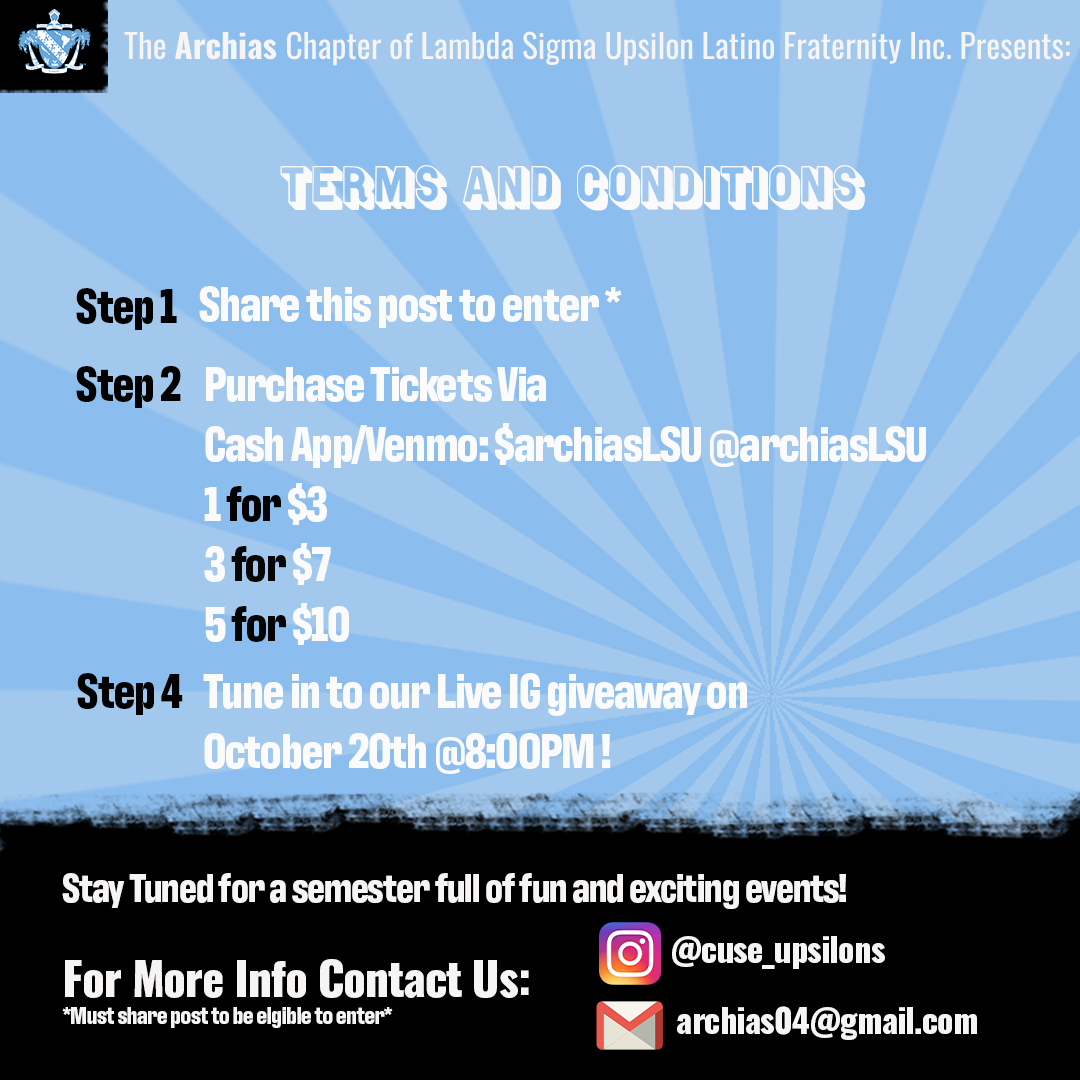 The Archias Chapter of Lambda Sigma Upsilon Latino Fraternity Inc. Presents:
TERMS AND CONDITIONS
Step 1 Share this post to enter *
Step 2 Purchase Tickets Via
Cash App/Venmo: $archiasLSU @archiasLSU
1 for $3
3 for $7
5 for $10
Step 4 Tune in to our Live IG giveaway on
October 20th @8:00PM !
Stay Tuned for a semester full of fun and exciting events!
@cuse_upsilons
For More Info Contact Us:
*Must share post to be elgible to enter*
archias04@gmail.com